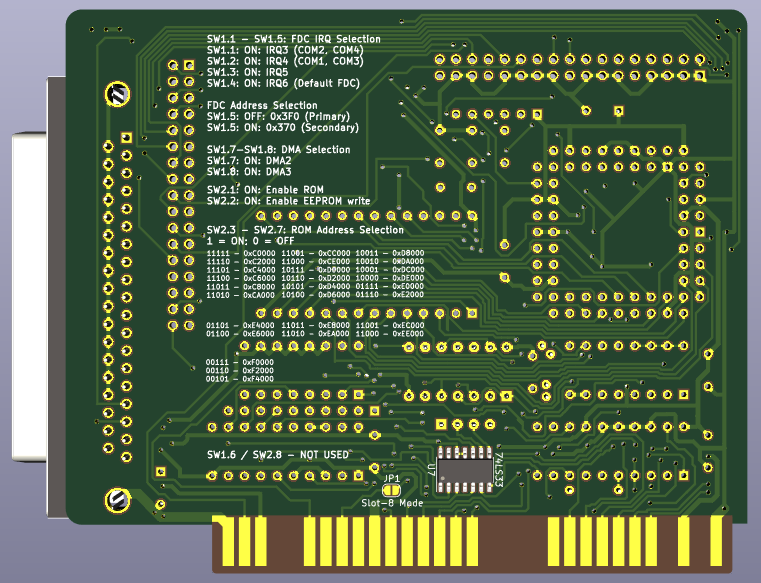 SW1.1 - SW1.5: FDC IRQ Selection
SW1.1: ON: IRQ3 (COM2, COM4)
SW1.2: ON: IRQ4 (COM1, COM3)
SW1.3: ON: IRQ5
SW1.4: ON: IRQ6 (Default FDC)
FDC Address Selection
SW1.5: OFF: 0x3F0 (Primary)
SW1.5: ON: 0x370 (Secondary)
SW1.7-SW1.8: DMA Selection
SW1.7: ON: DMA2
SW1.8: ON: DMA3
SW2.1: ON: Enable ROM
SW2.2: ON: Enable EEPROM write
SW2.3 - SW2.7: ROM Address Selection
1 = ON; 0 = OFF
11111 - 0xC0000 11001 - 0xCC000 10011 - 0xD8000
11110 - 0xC2000 11000 - 0xCE000 10010 - 0xDA000
11101 - 0xC4000 10111 - 0xD0000 10001 - 0xDC000
11100 - 0xC6000 10110 - 0xD2000 10000 - 0xDE000
11011 - 0xC8000 10101 - 0xD4000 01111 - 0xE0000
11010 - 0xCA000 10100 - 0xD6000 01110 - 0xE2000
01101 - 0xE4000 11011 - 0xE8000 11001 - 0xEC000
01100 - 0xE6000 11010 - 0xEA000 11000 - 0xEE000
00111 - 0xF0000
00110 - 0xF2000
00101 - 0xF4000
SW1.6 / SW2.8 - NOT USED
U7
74LS33
JP1
Slot-8 Mode